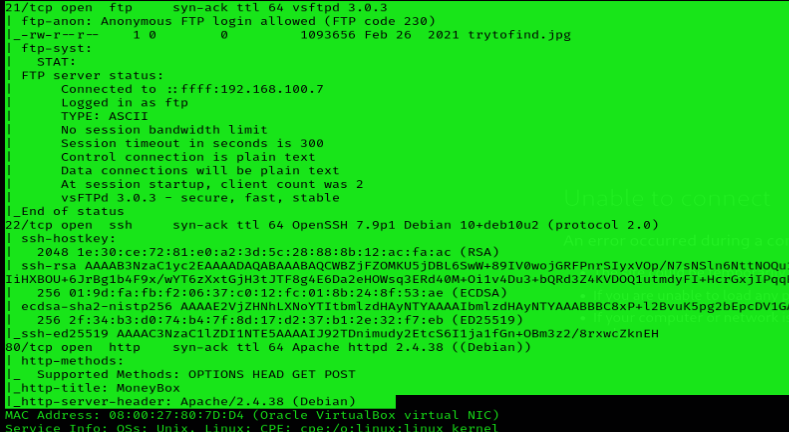 21/tcp open  ftp     syn-ack ttl 64 vsftpd 3.0.3
| ftp-anon: Anonymous FTP login allowed (FTP code 230)
|_-rw-r--r--    1 0        0         1093656 Feb 26  2021 trytofind.jpg
| ftp-syst:
|   STAT:
| FTP server status:
|      Connected to ::ffff:192.168.100.7
|      Logged in as ftp
|      TYPE: ASCII
|      No session bandwidth limit
|      Session timeout in seconds is 300
|      Control connection is plain text
|      Data connections will be plain text
|      At session startup, client count was 2
|      vsFTPd 3.0.3 - secure, fast, stable
|_End of status
Unable to connect
22/tcp open  ssh     syn-ack ttl 64 OpenSSH 7.9p1 Debian 10+deb10u2 (protocol 2.0)
| ssh-hostkey:
An error occurred during a co
|   2048 1e:30:ce:72:81:e0:a2:3d:5c:28:88:8b:12:ac:fa:ac (RSA)
| ssh-rsa
|   256 01:9d:fa:fb:f2:06:37:c0:12:fc:01:8b:24:8f:53:ae (ECDSA)
| ecdsa-sha2-nistp256
|   256 2f:34:b3:d0:74:b4:7f:8d:17:d2:37:b1:2e:32:f7:eb (ED25519)
|_ssh-ed25519 AAAAC3NzaC1lZDI1NTE5AAAAIJ92TDnimudy2EtcS6I1ja1fGn+OBm3z2/8rxwcZknEH
80/tcp open  http    syn-ack ttl 64 Apache httpd 2.4.38 ((Debian))
| http-methods:
|_  Supported Methods: OPTIONS HEAD GET POST
|_http-title: MoneyBox
|_http-server-header: Apache/2.4.38 (Debian)
MAC Address: 08:00:27:80:7D:D4 (Oracle VirtualBox virtual NIC)
Service Info: OSs: Unix, Linux; CPE: cpe:/o:linux:linux_kernel